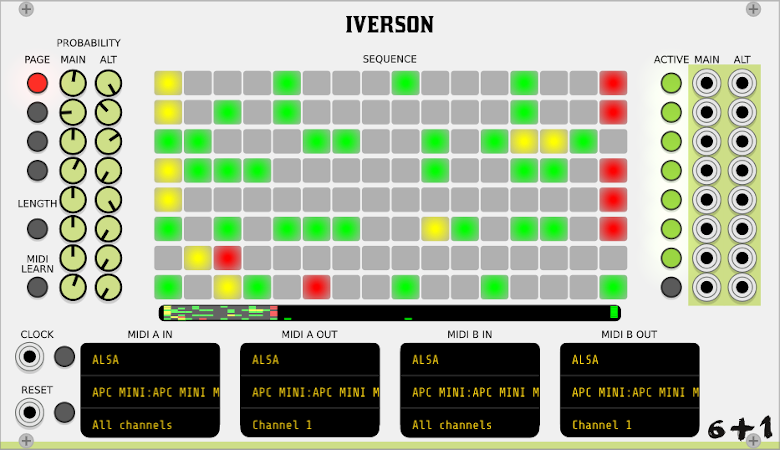 IVERSON
PROBABILITY
PAGE MAIN ALT SEQUENCE ACTIVE MAIN ALT
LENGTH
MIDI
LEARN
CLOCK MIDI A IN MIDI A OUT MIDI B IN MIDI B OUT
ALSA ALSA ALSA ALSA
RESET
APC MINI:APC MINI M APC MINI:APC MINI M APC MINI:APC MINI M APC MINI:APC MINI M
All channels Channel 1 All channels Channel 1
6+1